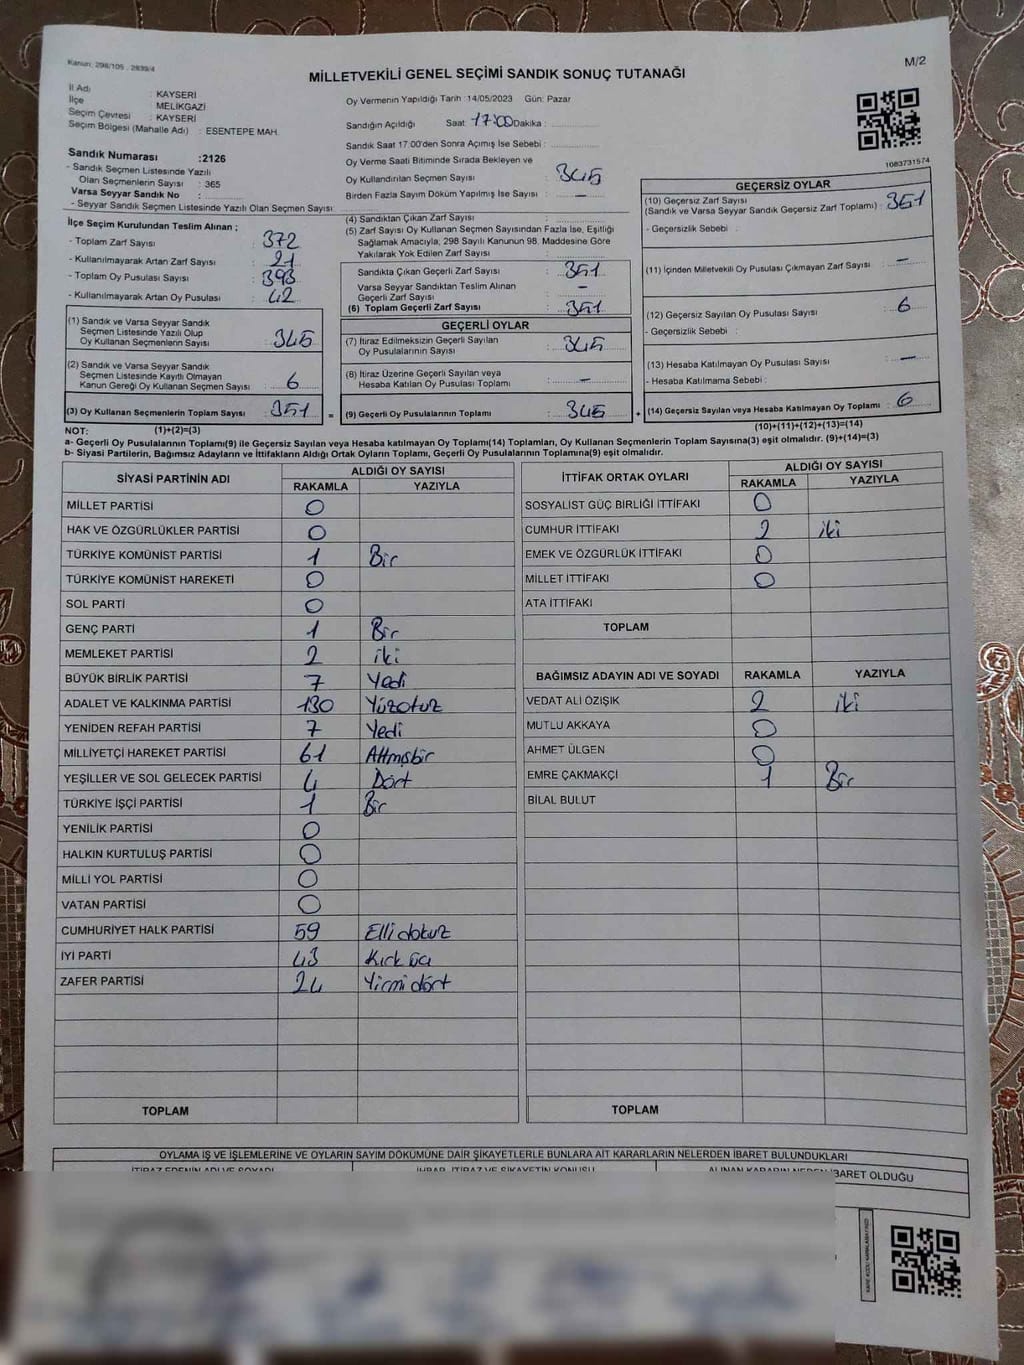 Kanun: 298/105 . 2839/4
M/2
MİLLETVEKİLİ GENEL SEÇİMİ SANDIK SONUÇ TUTANAĞI
İl Adı : KAYSERİ
İlçe : MELİKGAZİ
Seçim Çevresi : KAYSERİ
Seçim Bölgesi (Mahalle Adı) : ESENTEPE MAH.
Sandık Numarası :2126
- Sandık Seçmen Listesinde Yazılı
Olan Seçmenlerin Sayısı : 365
Varsa Seyyar Sandık No :
- Seyyar Sandık Seçmen Listesinde Yazılı Olan Seçmen Sayısı:
Oy Vermenin Yapıldığı Tarih :14/05/2023 Gün: Pazar
Sandığın Açıldığı Saat 17:00 Dakika :
Sandık Saat 17.00'den Sonra Açımış İse Sebebi :
Oy Verme Saati Bitiminde Sırada Bekleyen ve
Oy Kullandırılan Seçmen Sayısı : 345
Birden Fazla Sayım Döküm Yapılmış İse Sayısı : —
1083731574
İlçe Seçim Kurulundan Teslim Alınan ;
- Toplam Zarf Sayısı : 372
- Kullanılmayarak Artan Zarf Sayısı : 21
- Toplam Oy Pusulası Sayısı : 393
- Kullanılmayarak Artan Oy Pusulası : 42
(1) Sandık ve Varsa Seyyar Sandık
Seçmen Listesinde Yazılı Olup
Oy Kullanan Seçmenlerin Sayısı : 345
(2) Sandık ve Varsa Seyyar Sandık
Seçmen Listesinde Kayıtlı Olmayan
Kanun Gereği Oy Kullanan Seçmen Sayısı : 6
(3) Oy Kullanan Seçmenlerin Toplam Sayısı : 351 =
(4) Sandıktan Çıkan Zarf Sayısı :
(5) Zarf Sayısı Oy Kullanan Seçmen Sayısından Fazla İse, Eşitliği
Sağlamak Amacıyla; 298 Sayılı Kanunun 98. Maddesine Göre
Yakılarak Yok Edilen Zarf Sayısı :
Sandıkta Çıkan Geçerli Zarf Sayısı : 351
Varsa Seyyar Sandıktan Teslim Alınan
Geçerli Zarf Sayısı : —
(6) Toplam Geçerli Zarf Sayısı : 351
GEÇERLİ OYLAR
(7) İtiraz Edilmeksizin Geçerli Sayılan
Oy Pusulalarının Sayısı : 345
(8) İtiraz Üzerine Geçerli Sayılan veya
Hesaba Katılan Oy Pusulası Toplamı : —
(9) Geçerli Oy Pusulalarının Toplamı : 345 +
GEÇERSİZ OYLAR
(10) Geçersiz Zarf Sayısı
(Sandık ve Varsa Seyyar Sandık Geçersiz Zarf Toplamı) : 351
- Geçersizlik Sebebi :
(11) İçinden Milletvekili Oy Pusulası Çıkmayan Zarf Sayısı : —
(12) Geçersiz Sayılan Oy Pusulası Sayısı : 6
- Geçersizlik Sebebi :
(13) Hesaba Katılmayan Oy Pusulası Sayısı : —
- Hesaba Katılmama Sebebi :
(14) Geçersiz Sayılan veya Hesaba Katılmayan Oy Toplamı : 6
NOT: (1)+(2)=(3) (10)+(11)+(12)+(13)=(14)
a- Geçerli Oy Pusulalarının Toplamı(9) ile Geçersiz Sayılan veya Hesaba katılmayan Oy Toplamı(14) Toplamları, Oy Kullanan Seçmenlerin Toplam Sayısına(3) eşit olmalıdır. (9)+(14)=(3)
b- Siyasi Partilerin, Bağımsız Adayların ve İttifakların Aldığı Ortak Oyların Toplamı, Geçerli Oy Pusulalarının Toplamına(9) eşit olmalıdır.
SİYASİ PARTİNİN ADI ALDIĞI OY SAYISI
RAKAMLA YAZIYLA
MİLLET PARTİSİ 0
HAK VE ÖZGÜRLÜKLER PARTİSİ 0
TÜRKİYE KOMÜNİST PARTİSİ 1 Bir
TÜRKİYE KOMÜNİST HAREKETİ 0
SOL PARTİ 0
GENÇ PARTİ 1 Bir
MEMLEKET PARTİSİ 2 iki
BÜYÜK BİRLİK PARTİSİ 7 Yedi
ADALET VE KALKINMA PARTİSİ 130 Yüzotuz
YENİDEN REFAH PARTİSİ 7 Yedi
MİLLİYETÇİ HAREKET PARTİSİ 61 Altmışbir
YEŞİLLER VE SOL GELECEK PARTİSİ 4 Dört
TÜRKİYE İŞÇİ PARTİSİ 1 Bir
YENİLİK PARTİSİ 0
HALKIN KURTULUŞ PARTİSİ 0
MİLLİ YOL PARTİSİ 0
VATAN PARTİSİ 0
CUMHURİYET HALK PARTİSİ 59 Elli dokuz
İYİ PARTİ 43 Kırk üç
ZAFER PARTİSİ 24 Yirmi dört
TOPLAM
İTTİFAK ORTAK OYLARI ALDIĞI OY SAYISI
RAKAMLA YAZIYLA
SOSYALİST GÜÇ BİRLİĞİ İTTİFAKI 0
CUMHUR İTTİFAKI 2 iki
EMEK VE ÖZGÜRLÜK İTTİFAKI 0
MİLLET İTTİFAKI 0
ATA İTTİFAKI
TOPLAM
BAĞIMSIZ ADAYIN ADI VE SOYADI RAKAMLA YAZIYLA
VEDAT ALİ ÖZIŞIK 2 iki
MUTLU AKKAYA 0
AHMET ÜLGEN 0
EMRE ÇAKMAKÇİ 1 Bir
BİLAL BULUT
TOPLAM
OYLAMA İŞ VE İŞLEMLERİNE VE OYLARIN SAYIM DÖKÜMÜNE DAİR ŞİKAYETLERLE BUNLARA AİT KARARLARIN NELERDEN İBARET BULUNDUKLARI
İTİRAZ EDENİN ADI VE SOYADI İHBAR, İTİRAZ VE ŞİKAYETİN KONUSU ALINAN KARARIN NEDEN İBARET OLDUĞU